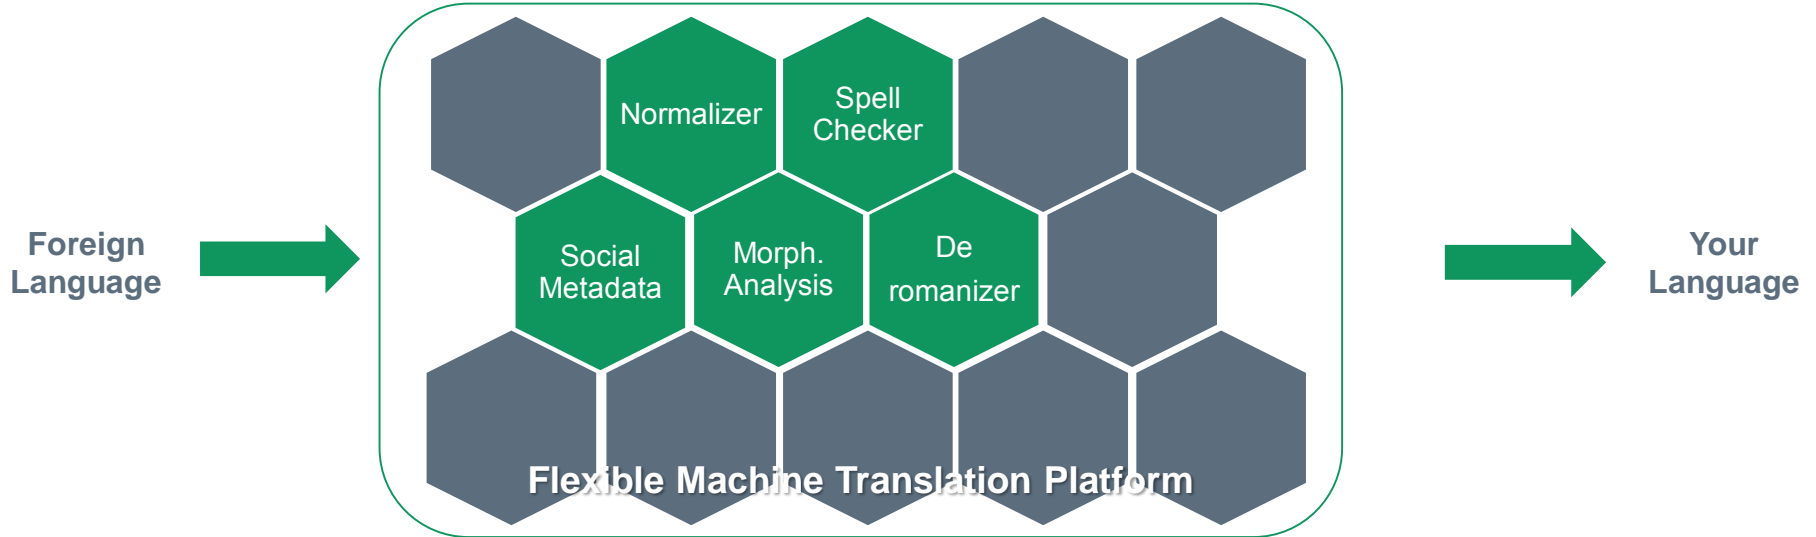 Normalizer
Spell
Checker
Foreign
Language
Social
Metadata
Morph.
Analysis
De
romanizer
Your
Language
Flexible Machine Translation Platform